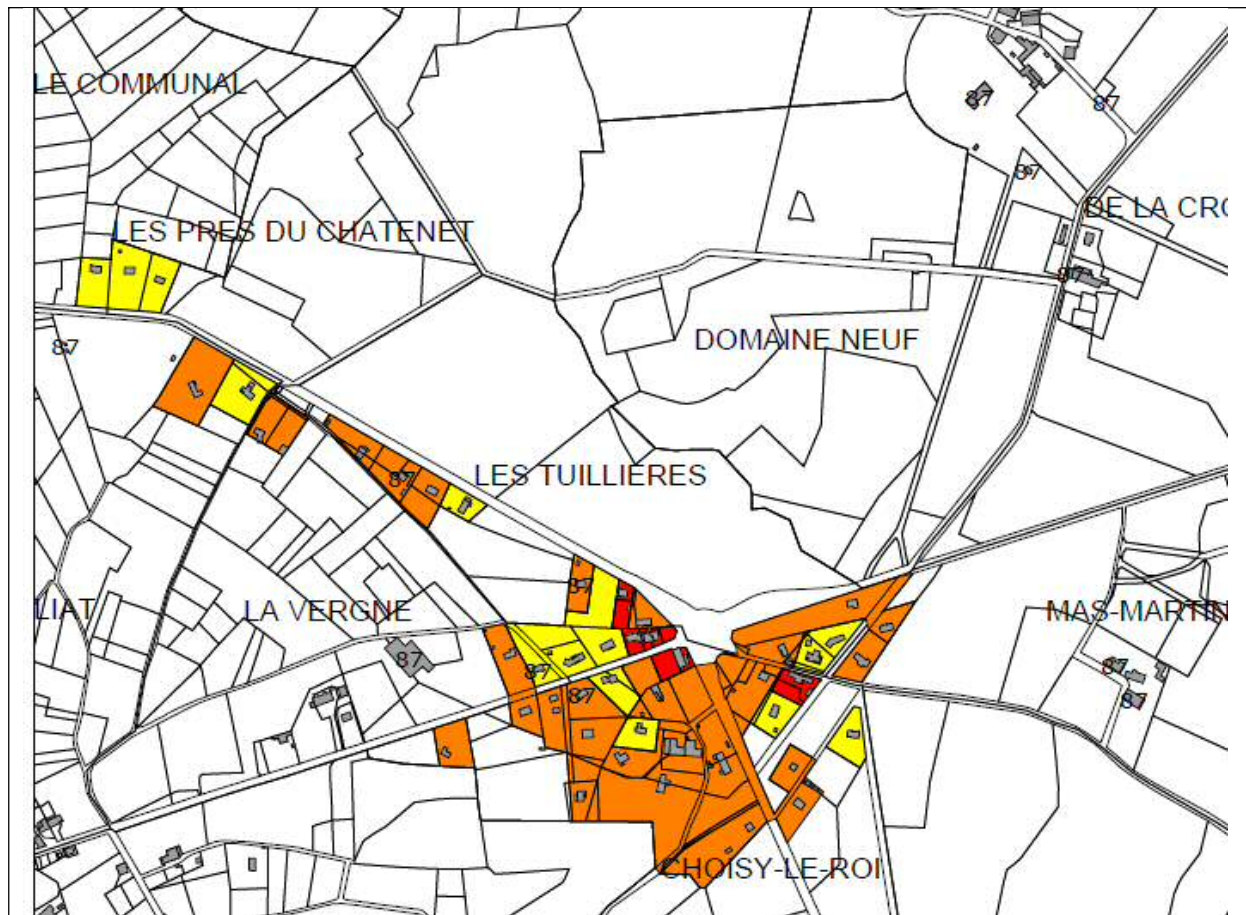 LE COMMUNAL
87
87
87
LES PRES DU CHATENET
DE LA CRO
87
DOMAINE NEUF
LES TUILLIERES
87
87
LIAT
LA VERGNE
MAS-MARTIN
87
87
87
87
87
CHOISY-LE-ROI